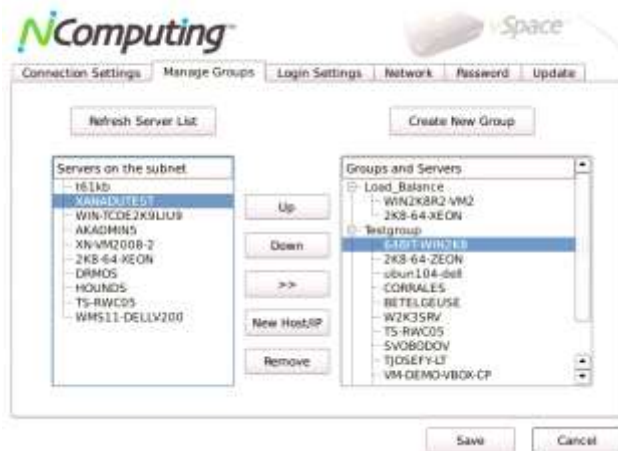 NComputing
vSpace
Connection Settings Manage Groups Login Settings Network Password Update
Refresh Server List
Create New Group
Servers on the subnet
t61kb
XANADUTEST
WIN-TCDE2K9LIU9
AKADMIN5
XN-VM2008-2
2K8-64-XEON
DRMOS
HOUNDS
TS-RWC05
WMS11-DELLV200
Up
Down
>>
New Host/IP
Remove
Groups and Servers
Load_Balance
WIN2K8R2-VM2
2K8-64-XEON
Testgroup
64BIT-WIN2K8
2K8-64-ZEON
ubun104-dell
CORRALES
BETELGEUSE
W2K3SRV
TS-RWC05
SVOBODOV
TJOSEFY-LT
VM-DEMO-VBOX-CP
Save
Cancel